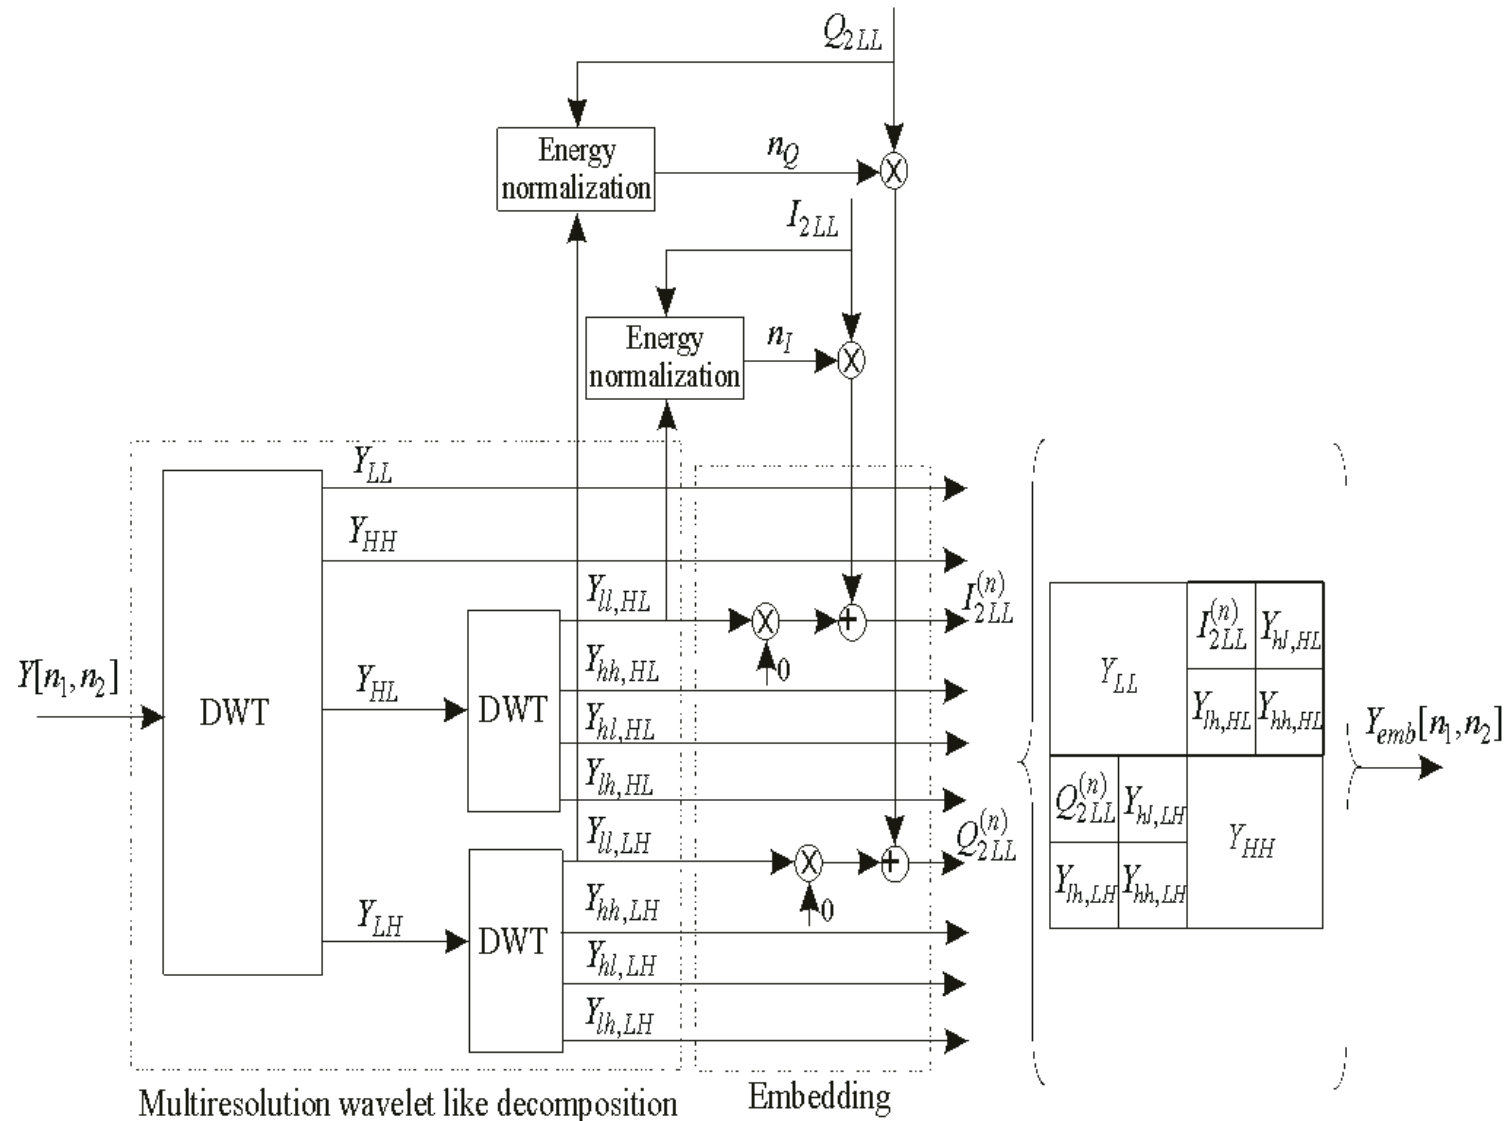 Q2LL
Energy
normalization
nQ
X
I2LL
Energy
normalization
nI
X
YLL
YHH
Yll,HL
X
+
I(n)2LL
0
Y[n1,n2]
DWT
YHL
DWT
Yhh,HL
Yhl,HL
Ylh,HL
Yll,LH
X
+
Q(n)2LL
0
YLH
DWT
Yhh,LH
Yhl,LH
Ylh,LH
YLL
I(n)2LL
Yhl,HL
Ylh,HL
Yhh,HL
Q(n)2LL
Yhl,LH
YHH
Ylh,LH
Yhh,LH
Yemb[n1,n2]
Multiresolution wavelet like decomposition
Embedding